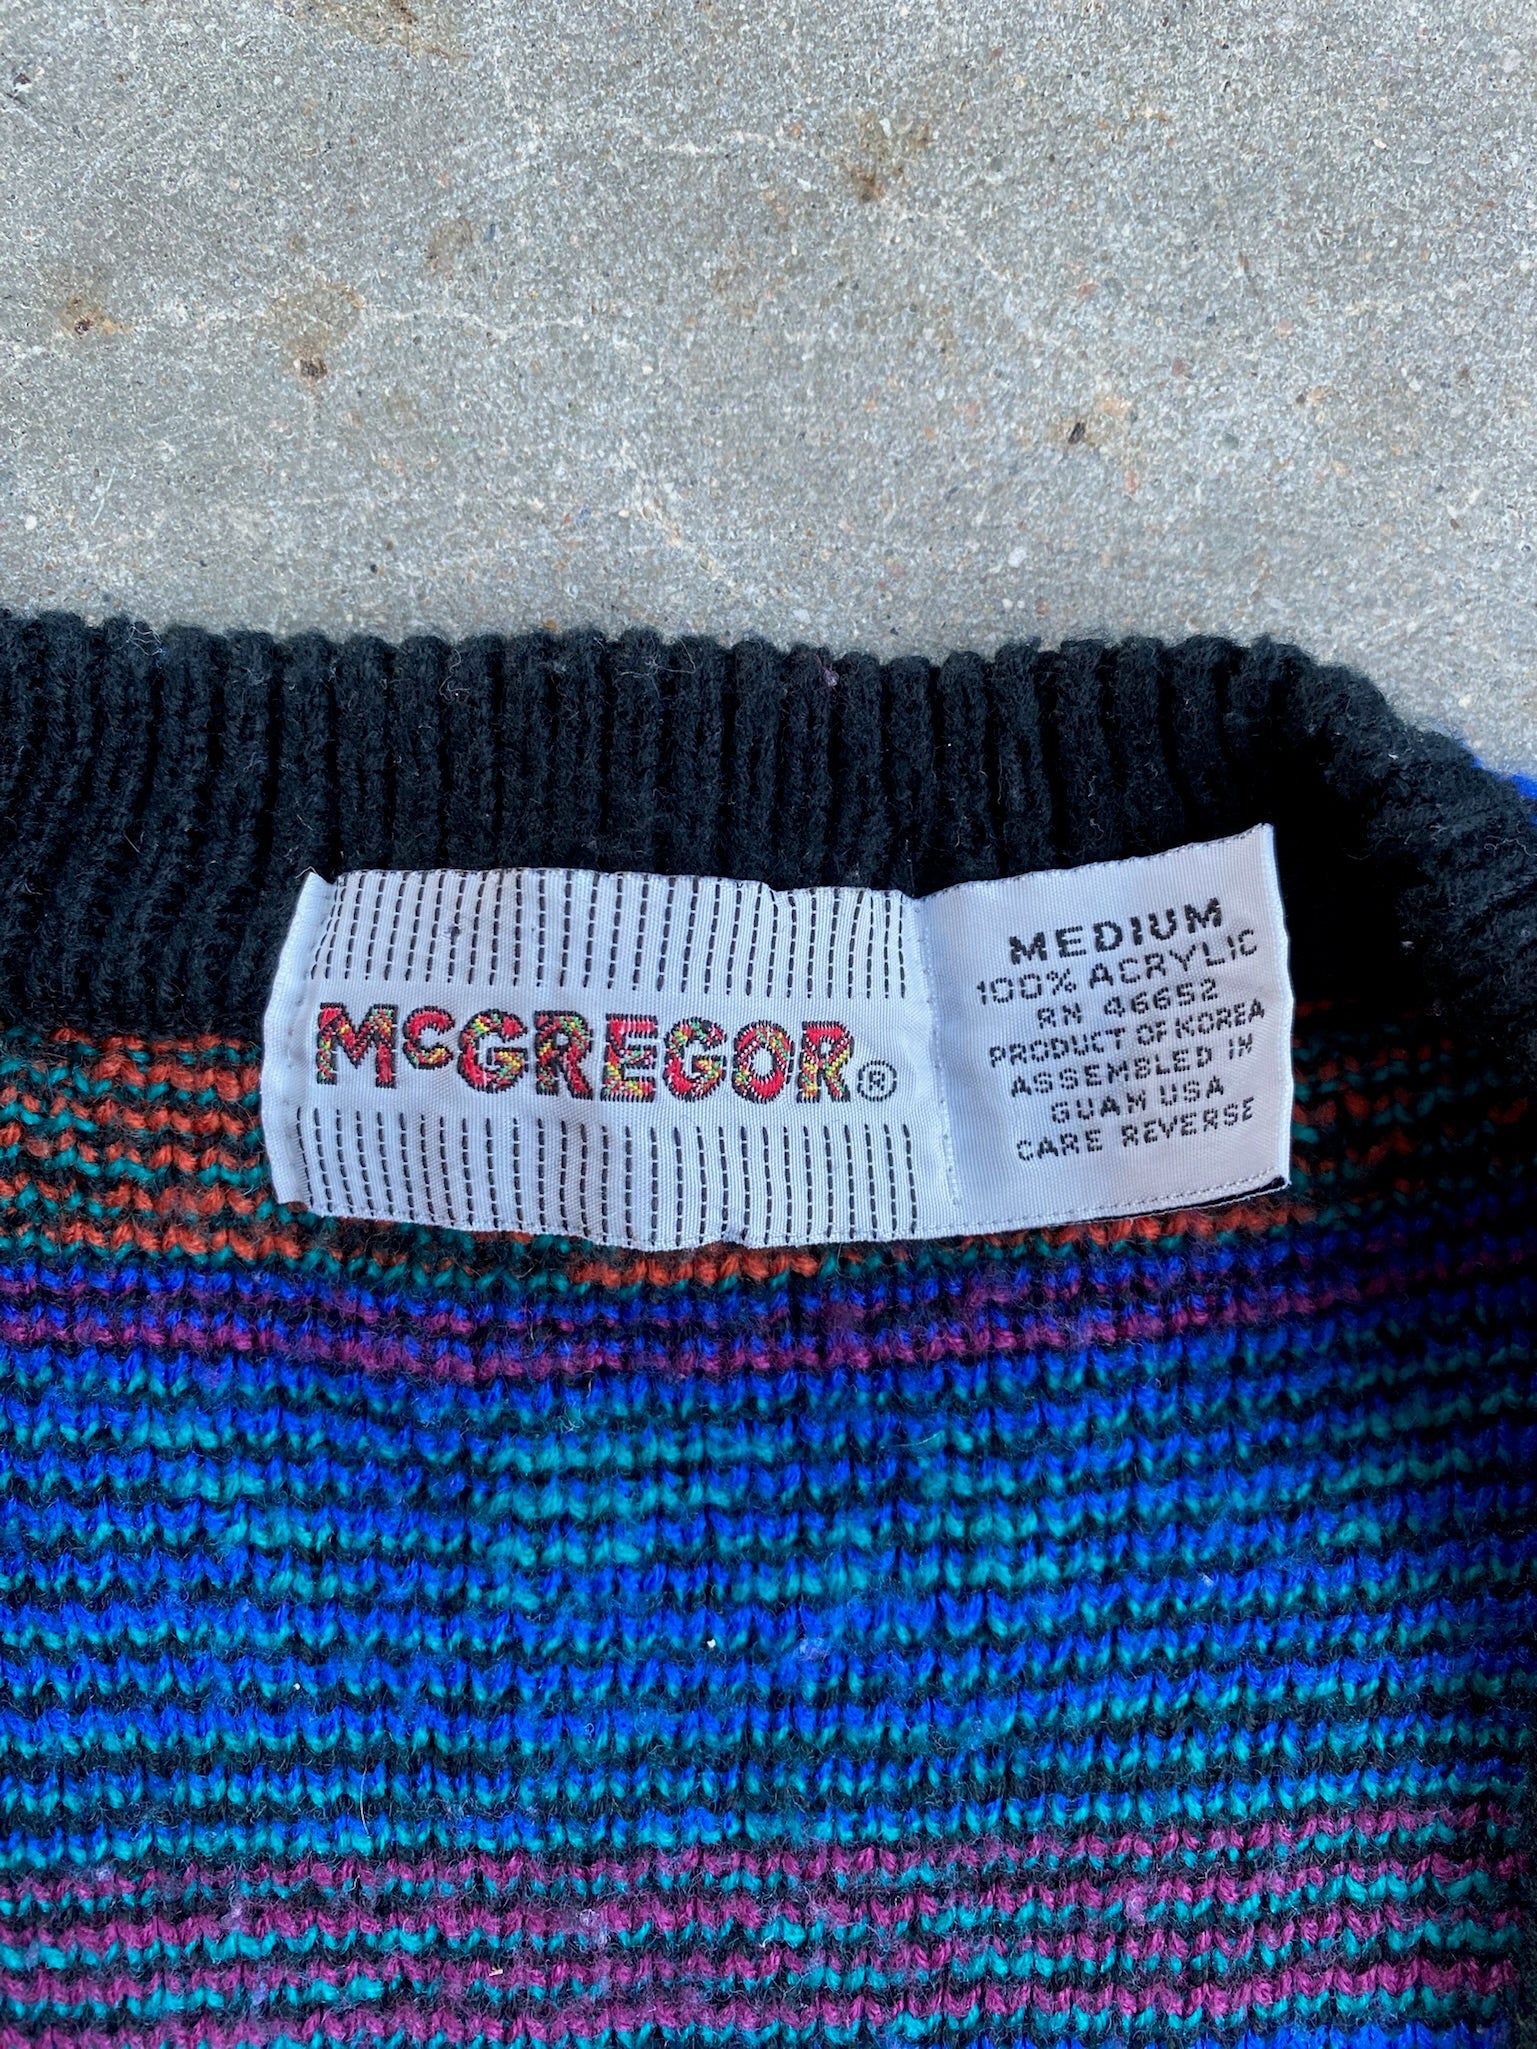 McGREGOR®
MEDIUM
100% ACRYLIC
RN 46652
PRODUCT OF KOREA
ASSEMBLED IN
GUAM USA
CARE REVERSE